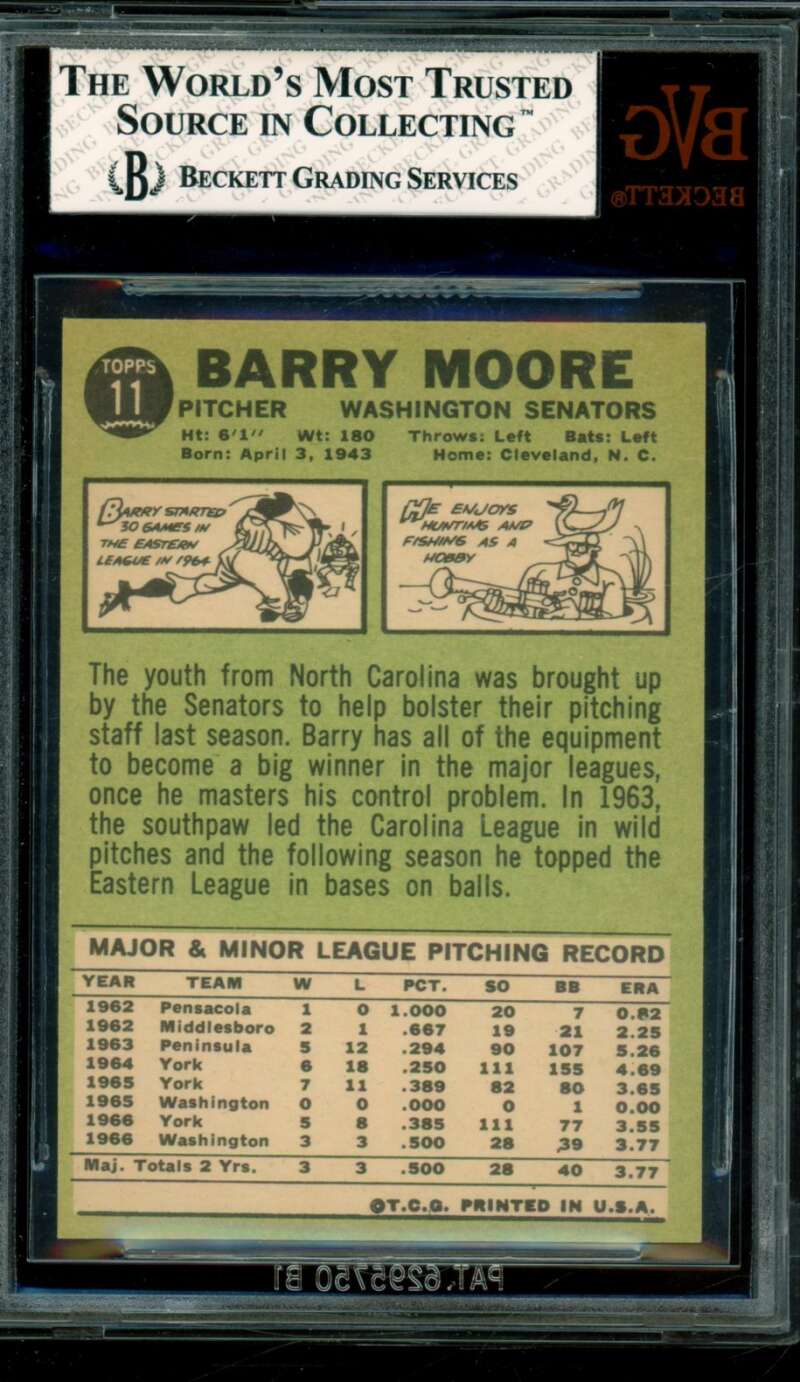 THE WORLD'S MOST TRUSTED
SOURCE IN COLLECTING™
B BECKETT GRADING SERVICES
BVG
BECKETT®
TOPPS
11
BARRY MOORE
PITCHER WASHINGTON SENATORS
Ht: 6'1" Wt: 180 Throws: Left Bats: Left
Born: April 3, 1943 Home: Cleveland, N. C.
BARRY STARTED
30 GAMES IN
THE EASTERN
LEAGUE IN 1964
HE ENJOYS
HUNTING AND
FISHING AS A
HOBBY
The youth from North Carolina was brought up
by the Senators to help bolster their pitching
staff last season. Barry has all of the equipment
to become a big winner in the major leagues,
once he masters his control problem. In 1963,
the southpaw led the Carolina League in wild
pitches and the following season he topped the
Eastern League in bases on balls.
MAJOR & MINOR LEAGUE PITCHING RECORD
YEAR TEAM W L PCT. SO BB ERA
1962 Pensacola 1 0 1.000 20 7 0.82
1962 Middlesboro 2 1 .667 19 21 2.25
1963 Peninsula 5 12 .294 90 107 5.26
1964 York 6 18 .250 111 155 4.69
1965 York 7 11 .389 82 80 3.65
1965 Washington 0 0 .000 0 1 0.00
1966 York 5 8 .385 111 77 3.55
1966 Washington 3 3 .500 28 39 3.77
Maj. Totals 2 Yrs. 3 3 .500 28 40 3.77
©T.C.G. PRINTED IN U.S.A.
PAT. 6295750 B1